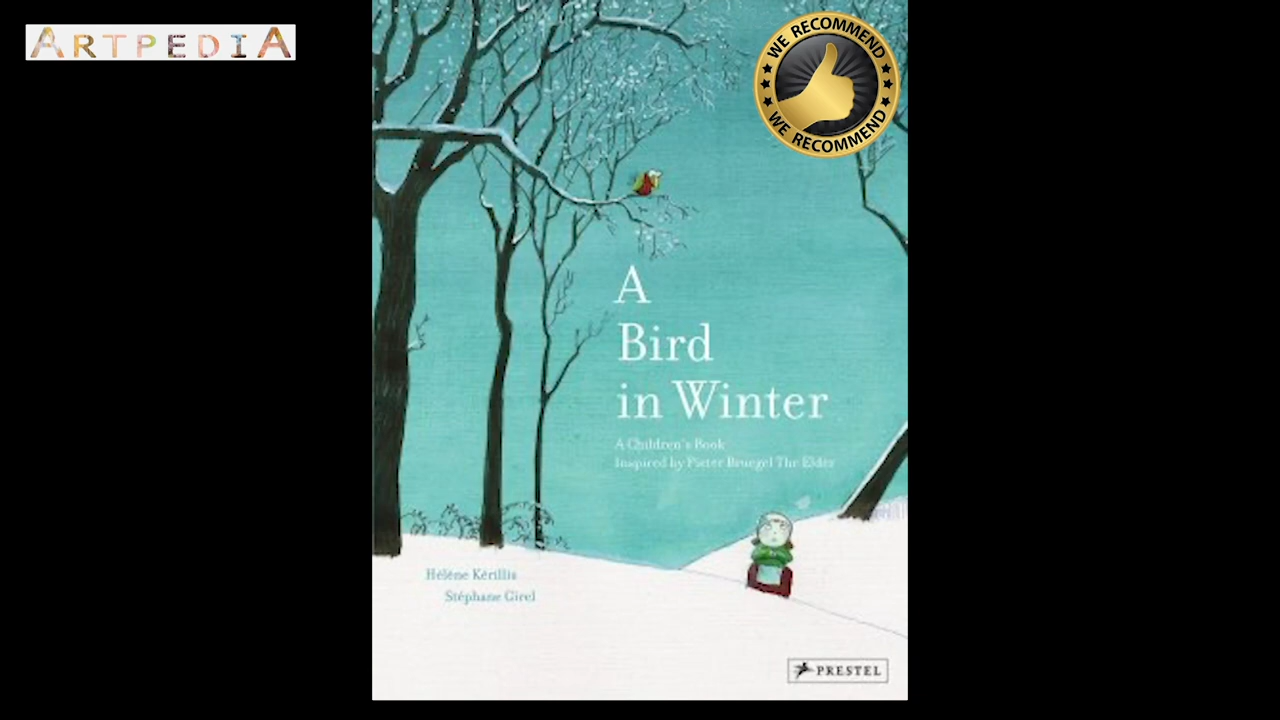 ARTPEDIA
WE RECOMMEND
WE RECOMMEND
A
Bird
in Winter
A Children's Book
Inspired by Pieter Bruegel The Elder
Hélène Kérillis
Stéphane Girel
PRESTEL